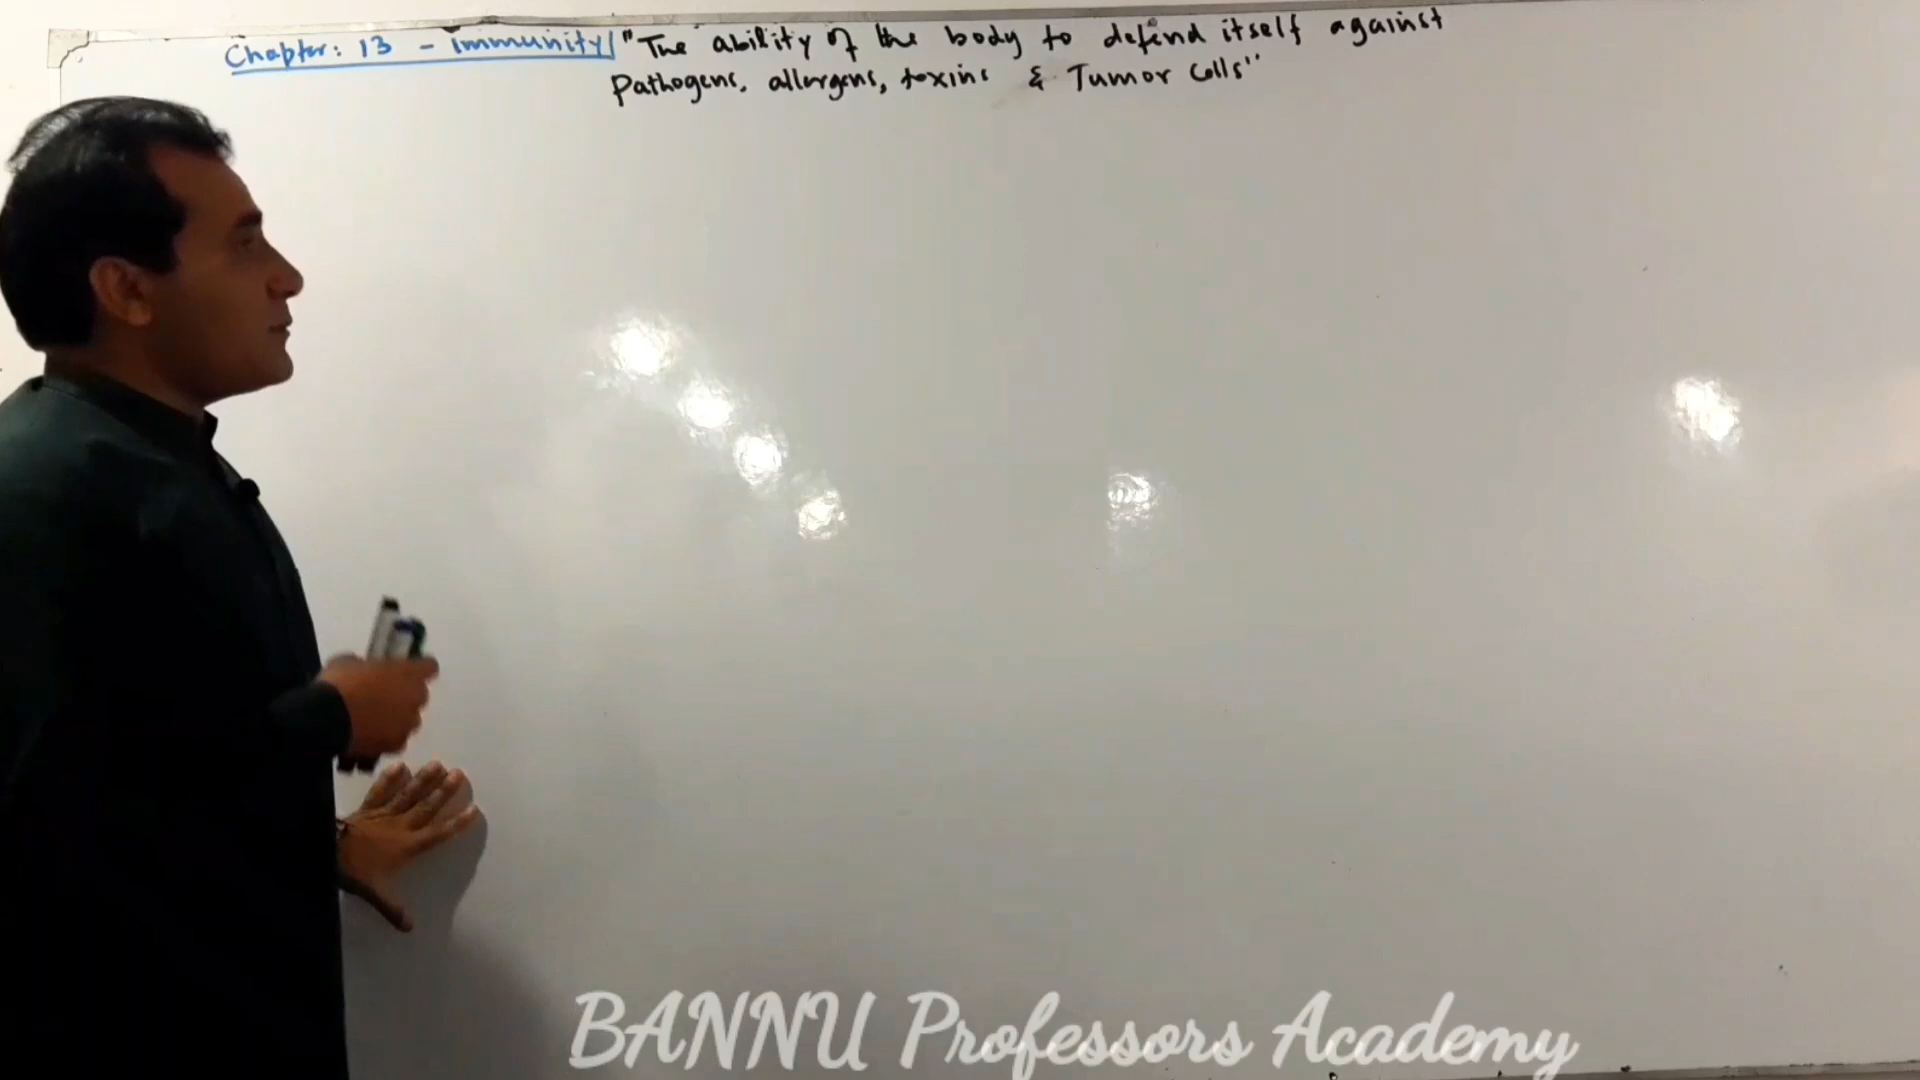 Chapter: 13 - Immunity "The ability of the body to defend itself against
Pathogens, allergens, toxins & Tumor Cells"
BANNU Professors Academy